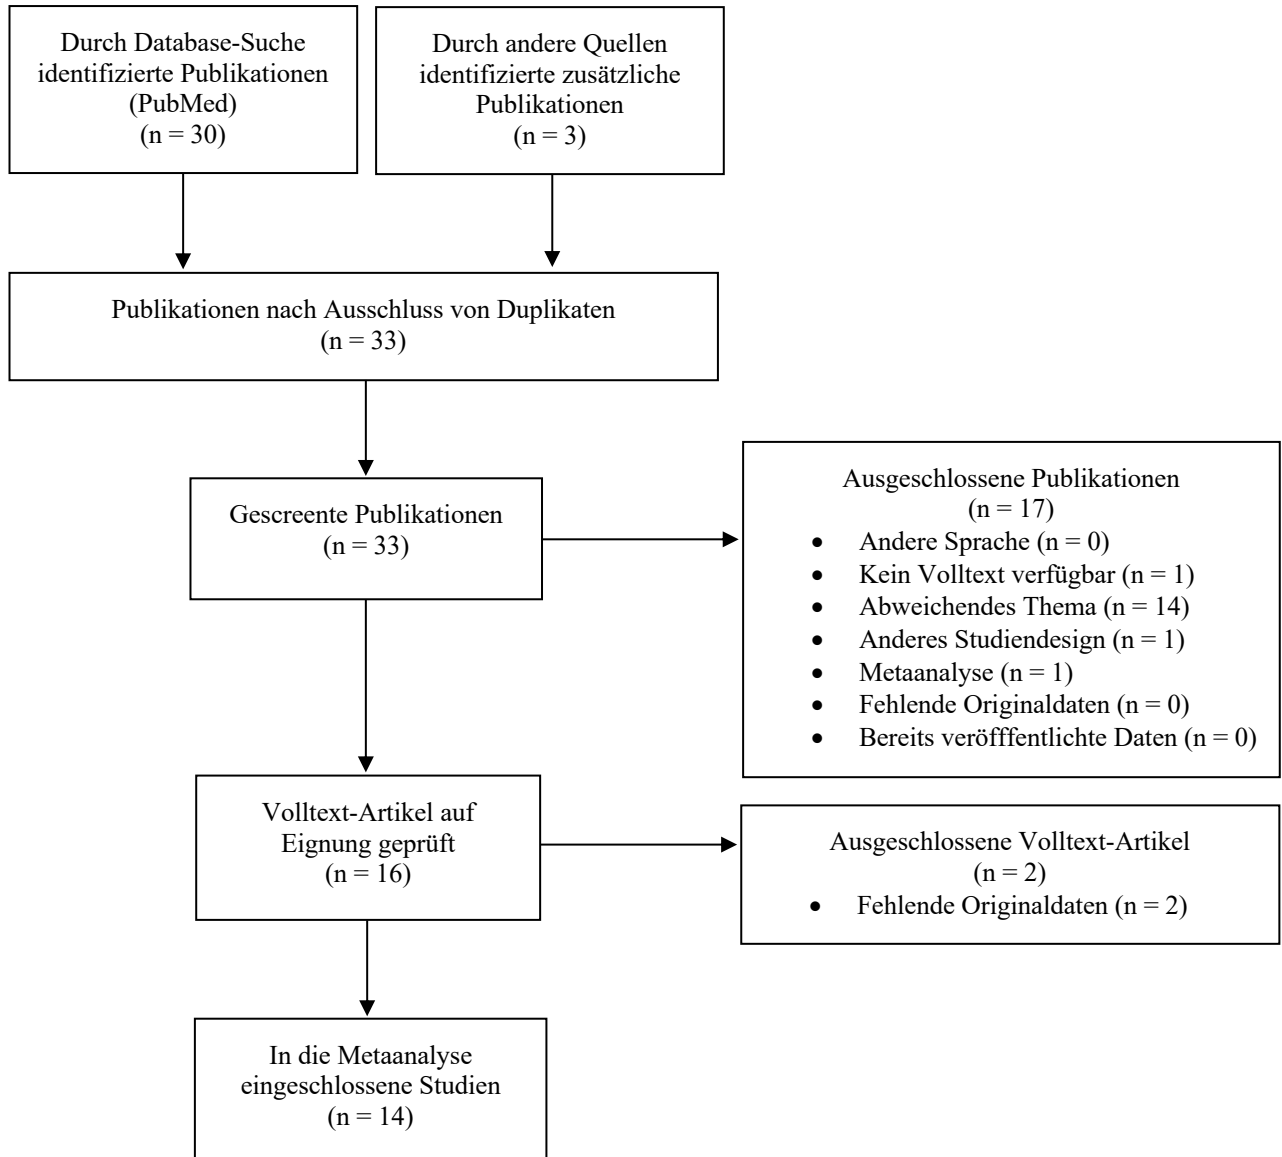 Durch Database-Suche
identifizierte Publikationen
(PubMed)
(n = 30)
Durch andere Quellen
identifizierte zusätzliche
Publikationen
(n = 3)
Publikationen nach Ausschluss von Duplikaten
(n = 33)
Gescreente Publikationen
(n = 33)
Ausgeschlossene Publikationen
(n = 17)
• Andere Sprache (n = 0)
• Kein Volltext verfügbar (n = 1)
• Abweichendes Thema (n = 14)
• Anderes Studiendesign (n = 1)
• Metaanalyse (n = 1)
• Fehlende Originaldaten (n = 0)
• Bereits veröfffentlichte Daten (n = 0)
Volltext-Artikel auf
Eignung geprüft
(n = 16)
Ausgeschlossene Volltext-Artikel
(n = 2)
• Fehlende Originaldaten (n = 2)
In die Metaanalyse
eingeschlossene Studien
(n = 14)